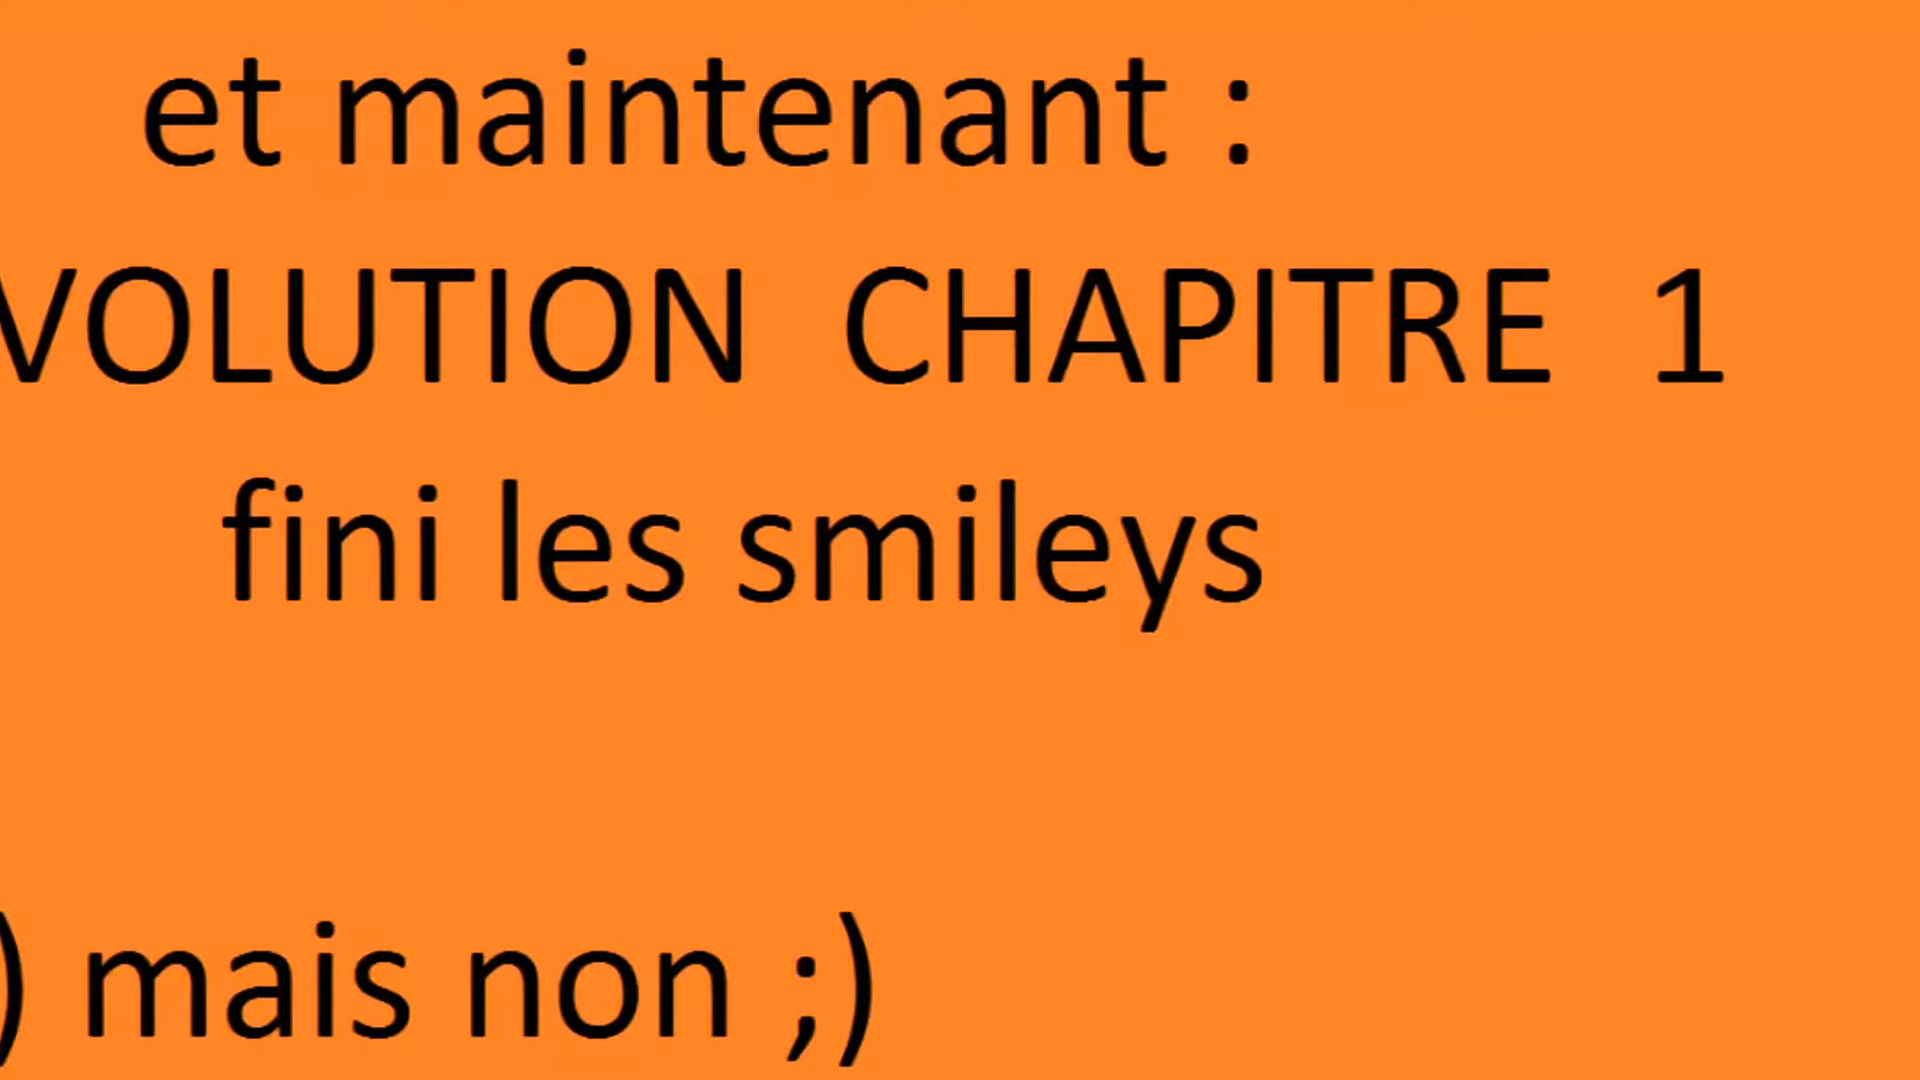 et maintenant :
VOLUTION CHAPITRE 1
fini les smileys
) mais non ;)